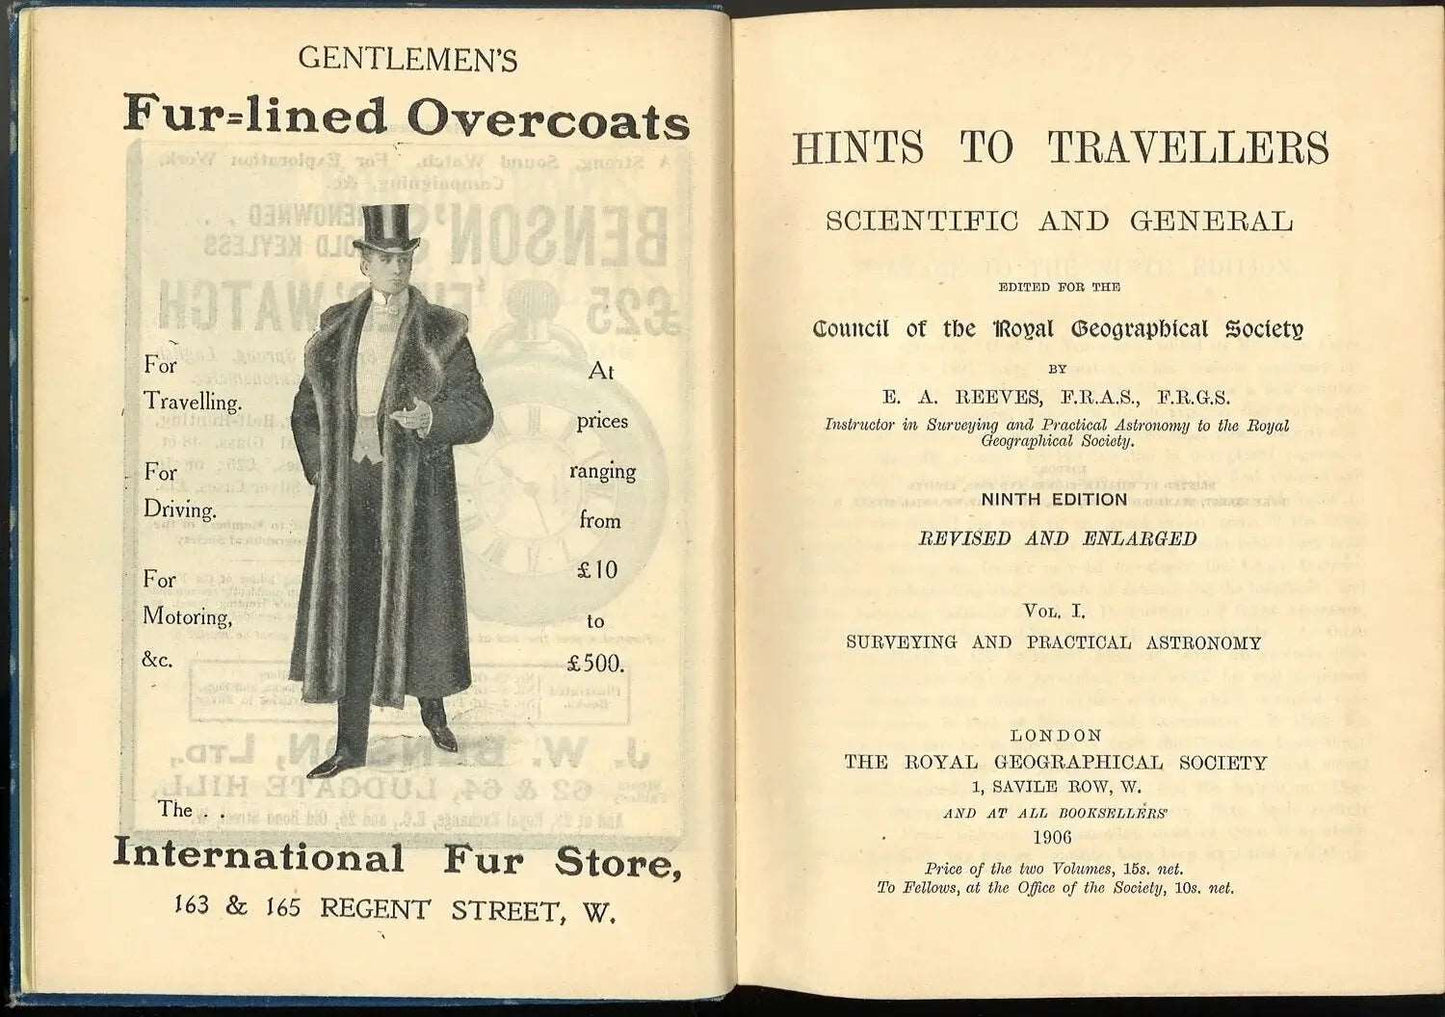 GENTLEMEN'S
Fur=lined Overcoats
For
Travelling.
For
Driving.
For
Motoring,
&c.
At
prices
ranging
from
£10
to
£500.
The . .
International Fur Store,
163 & 165 REGENT STREET, W.
HINTS TO TRAVELLERS
SCIENTIFIC AND GENERAL
EDITED FOR THE
Council of the Royal Geographical Society
BY
E. A. REEVES, F.R.A.S., F.R.G.S.
Instructor in Surveying and Practical Astronomy to the Royal
Geographical Society.
NINTH EDITION
REVISED AND ENLARGED
VOL. I.
SURVEYING AND PRACTICAL ASTRONOMY
LONDON
THE ROYAL GEOGRAPHICAL SOCIETY
1, SAVILE ROW, W.
AND AT ALL BOOKSELLERS'
1906
Price of the two Volumes, 15s. net.
To Fellows, at the Office of the Society, 10s. net.